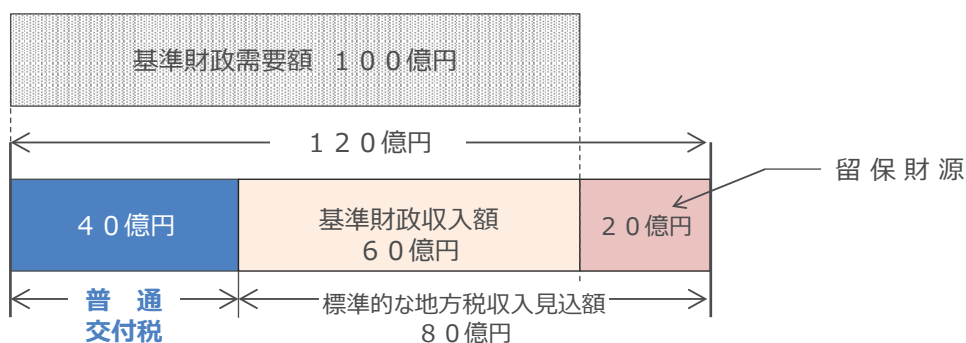 基準財政需要額 １００億円
１２０億円
留保財源
４０億円
基準財政収入額
６０億円
２０億円
普 通
交付税
標準的な地方税収入見込額
８０億円